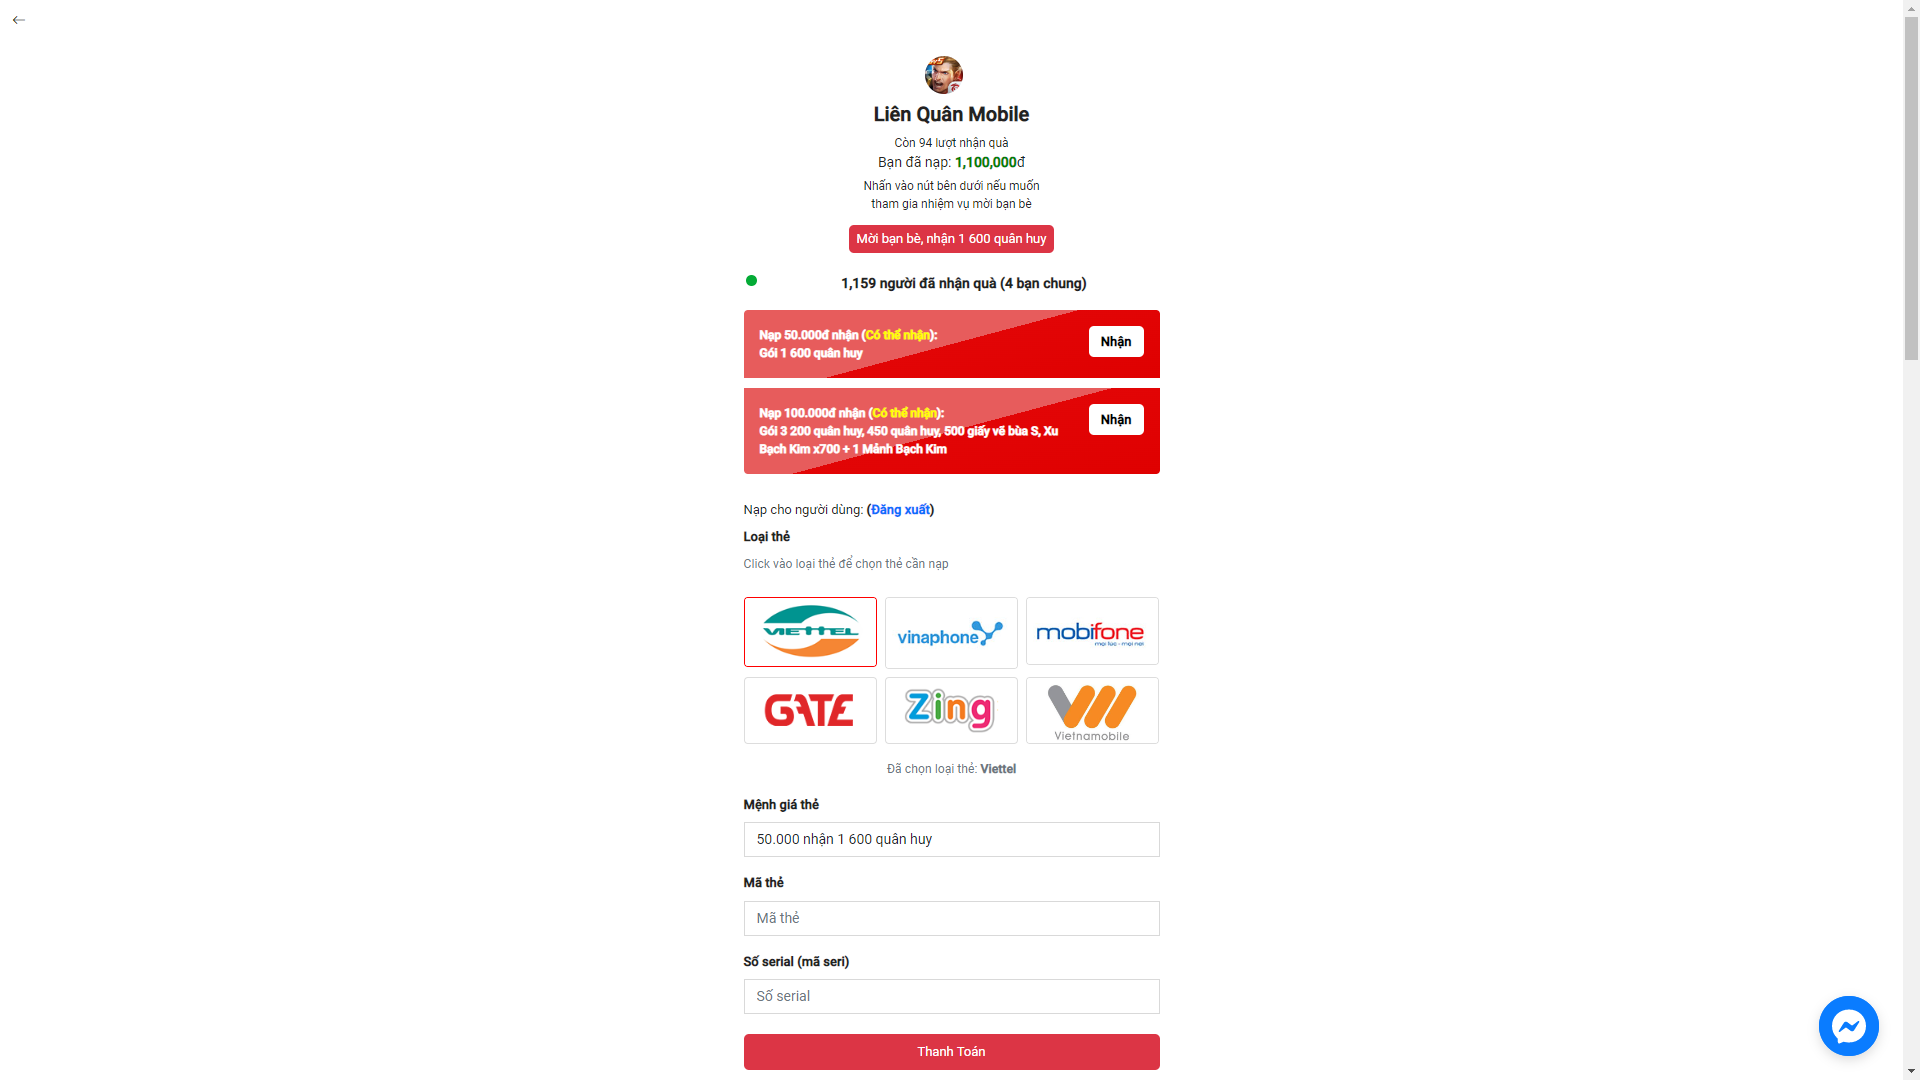 Liên Quân Mobile
Còn 94 lượt nhận quà
Bạn đã nạp: 1,100,000đ
Nhấn vào nút bên dưới nếu muốn
tham gia nhiệm vụ mời bạn bè
Mời bạn bè, nhận 1 600 quân huy
1,159 người đã nhận quà (4 bạn chung)
Nạp 50.000đ nhận (Có thể nhận):
Gói 1 600 quân huy
Nhận
Nạp 100.000đ nhận (Có thể nhận):
Gói 3 200 quân huy, 450 quân huy, 500 giấy vẽ bùa S, Xu
Bạch Kim x700 + 1 Mảnh Bạch Kim
Nhận
Nạp cho người dùng: (Đăng xuất)
Loại thẻ
Click vào loại thẻ để chọn thẻ cần nạp
VIETTEL
vinaphone
mobifone
mọi lúc - mọi nơi
GATE
Zing
Vietnamobile
Đã chọn loại thẻ: Viettel
Mệnh giá thẻ
50.000 nhận 1 600 quân huy
Mã thẻ
Mã thẻ
Số serial (mã seri)
Số serial
Thanh Toán